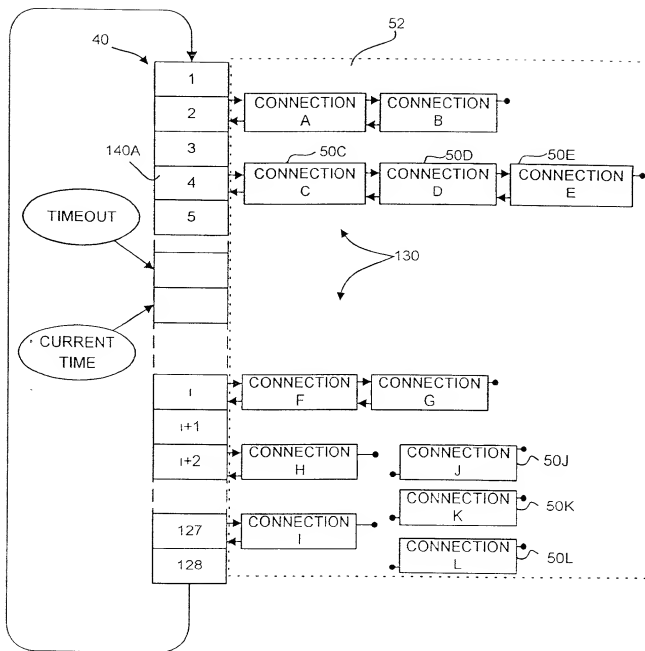 40
52
1
2
CONNECTION
A
CONNECTION
B
3
140A
50C
50D
50E
4
CONNECTION
C
CONNECTION
D
CONNECTION
E
5
TIMEOUT
130
CURRENT
TIME
i
CONNECTION
F
CONNECTION
G
i+1
i+2
CONNECTION
H
CONNECTION
J
50J
CONNECTION
K
50K
127
CONNECTION
I
128
CONNECTION
L
50L